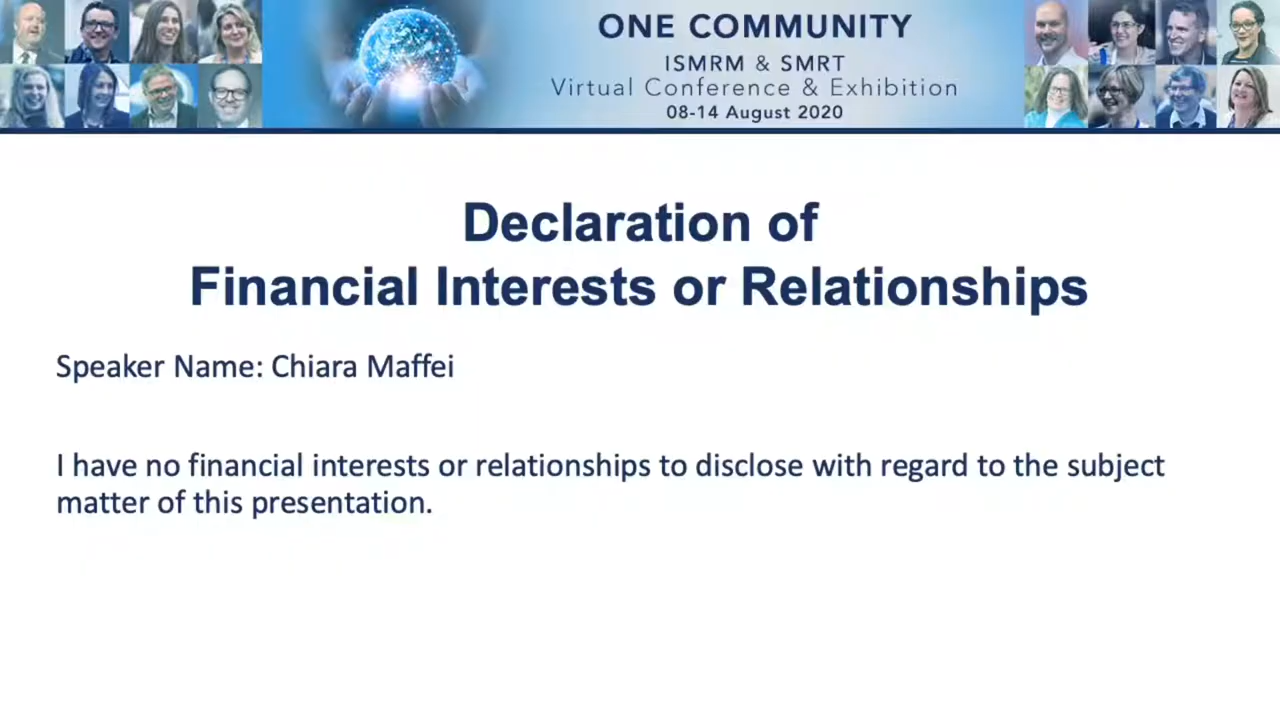 ONE COMMUNITY
ISMRM & SMRT
Virtual Conference & Exhibition
08-14 August 2020
Declaration of
Financial Interests or Relationships
Speaker Name: Chiara Maffei
I have no financial interests or relationships to disclose with regard to the subject
matter of this presentation.